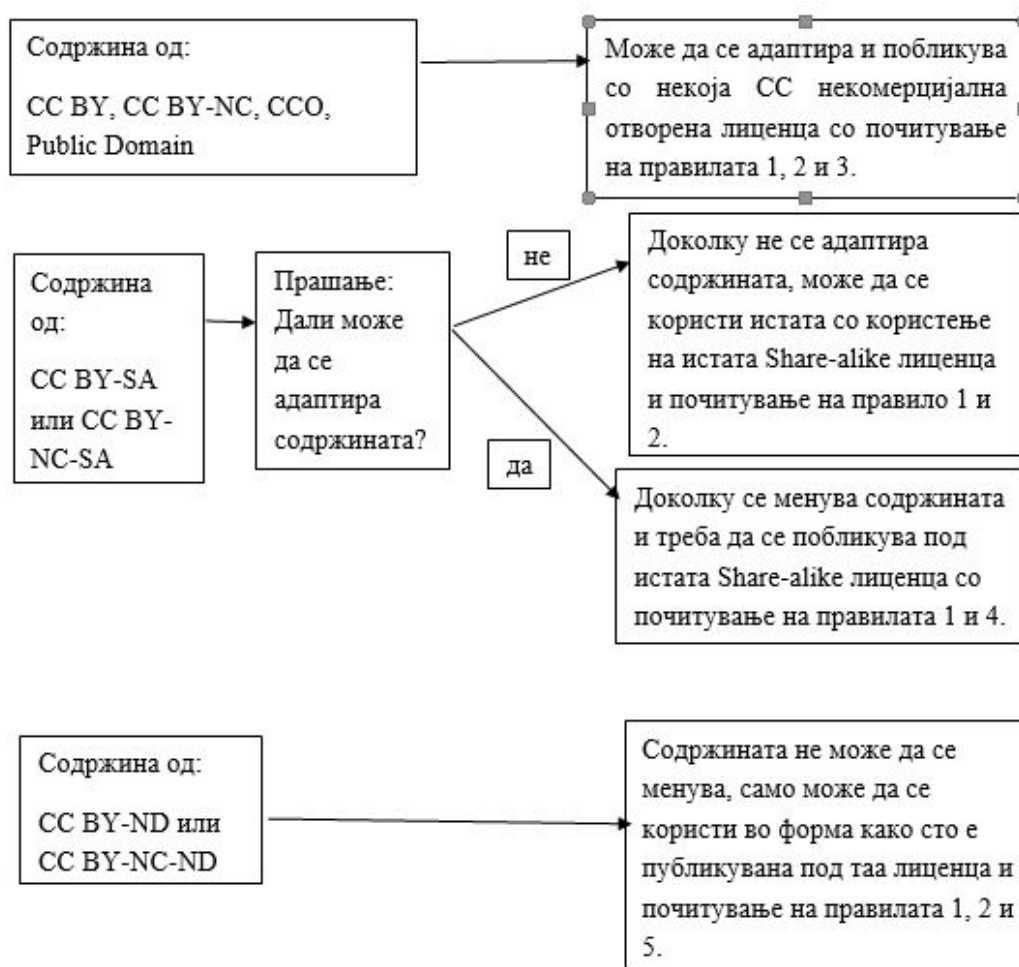 Содржина од:
CC BY, CC BY-NC, CCO,
Public Domain
Може да се адаптира и побликува
со некоја CC некомерцијална
отворена лиценца со почитување
на правилата 1, 2 и 3.
Содржина
од:
CC BY-SA
или CC BY-
NC-SA
Прашање:
Дали може
да се
адаптира
содржината?
не
Доколку не се адаптира
содржината, може да се
користи истата со користење
на истата Share-alike лиценца
и почитување на правило 1 и
2.
да
Доколку се менува содржината
и треба да се побликува под
истата Share-alike лиценца со
почитување на правилата 1 и 4.
Содржина од:
CC BY-ND или
CC BY-NC-ND
Содржината не може да се
менува, само може да се
користи во форма како сто е
публикувана под таа лиценца и
почитување на правилата 1, 2 и
5.